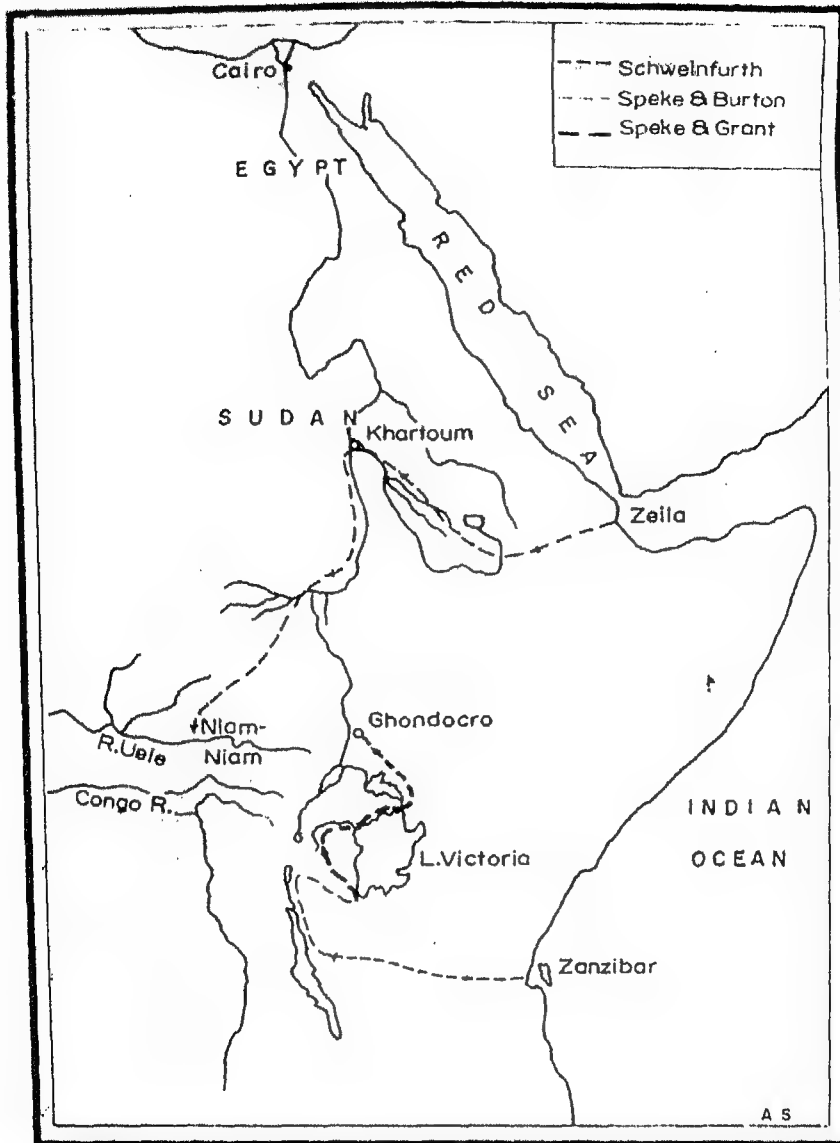 Cairo
Schweinfurth
Speke & Burton
Speke & Grant
EGYPT
RED SEA
SUDAN
Khartoum
Zeila
Ghondocro
Niam-
Niam
R.Uele
Congo R.
INDIAN
OCEAN
L.Victoria
Zanzibar
A S